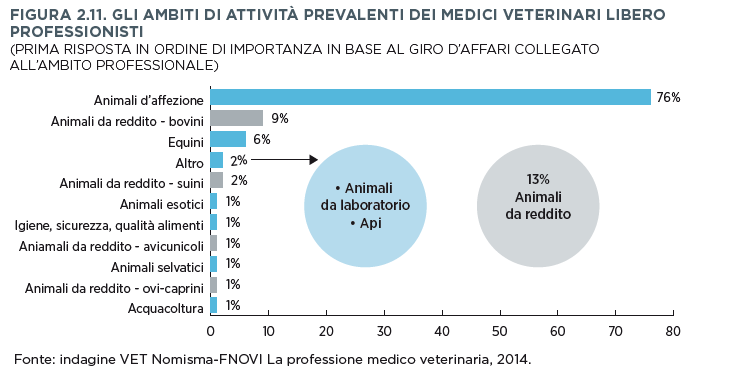 FIGURA 2.11. GLI AMBITI DI ATTIVITÀ PREVALENTI DEI MEDICI VETERINARI LIBERO
PROFESSIONISTI
(PRIMA RISPOSTA IN ORDINE DI IMPORTANZA IN BASE AL GIRO D'AFFARI COLLEGATO
ALL'AMBITO PROFESSIONALE)
Animali d'affezione 76%
Animali da reddito - bovini 9%
Equini 6%
Altro 2%
Animali da reddito - suini 2%
Animali esotici 1%
Igiene, sicurezza, qualità alimenti 1%
Aniamali da reddito - avicunicoli 1%
Animali selvatici 1%
Animali da reddito - ovi-caprini 1%
Acquacoltura 1%
• Animali
da laboratorio
• Api
13%
Animali
da reddito
0 10 20 30 40 50 60 70 80
Fonte: indagine VET Nomisma-FNOVI La professione medico veterinaria, 2014.